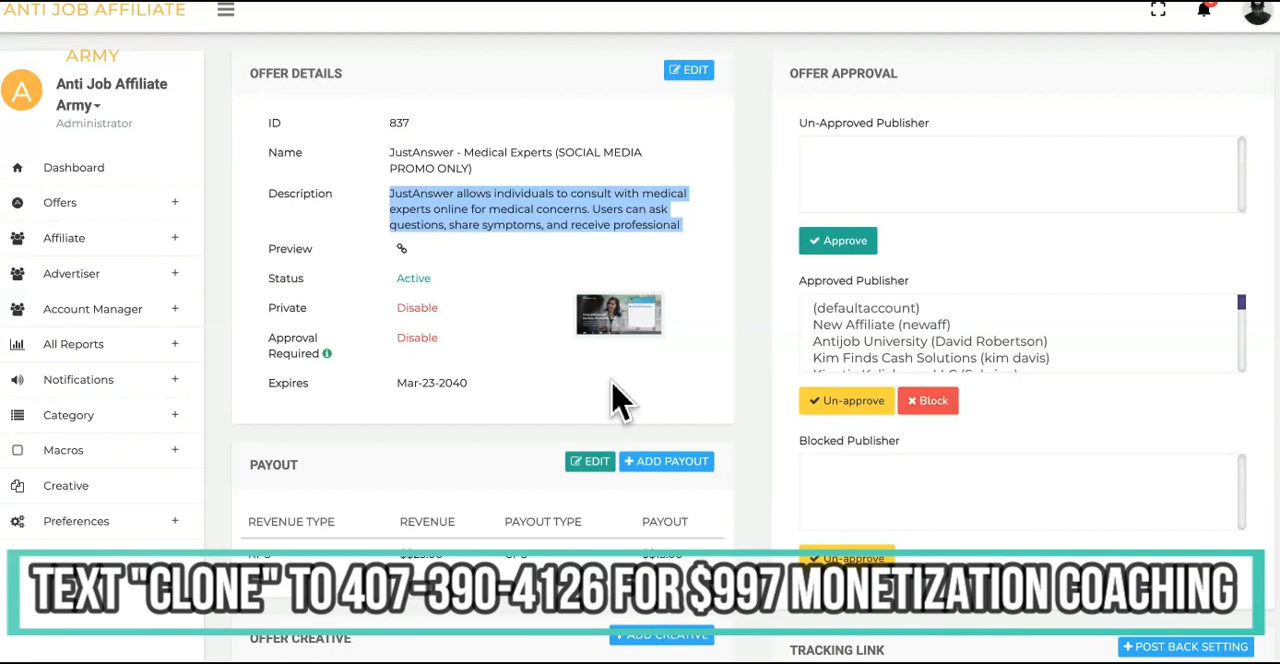 ANTI JOB AFFILIATE
ARMY
A
Anti Job Affiliate
Army
Administrator
Dashboard
Offers +
Affiliate +
Advertiser +
Account Manager +
All Reports +
Notifications +
Category +
Macros +
Creative
Preferences +
OFFER DETAILS
EDIT
ID 837
Name JustAnswer - Medical Experts (SOCIAL MEDIA
PROMO ONLY)
Description JustAnswer allows individuals to consult with medical
experts online for medical concerns. Users can ask
questions, share symptoms, and receive professional
Preview
Status Active
Private Disable
Approval
Required
Disable
Expires Mar-23-2040
PAYOUT
EDIT + ADD PAYOUT
REVENUE TYPE REVENUE PAYOUT TYPE PAYOUT
OFFER CREATIVE
+ ADD CREATIVE
OFFER APPROVAL
Un-Approved Publisher
Approve
Approved Publisher
(defaultaccount)
New Affiliate (newaff)
Antijob University (David Robertson)
Kim Finds Cash Solutions (kim davis)
Un-approve
Block
Blocked Publisher
Un-approve
TRACKING LINK
+ POST BACK SETTING
TEXT "CLONE" TO 407-390-4126 FOR $997 MONETIZATION COACHING